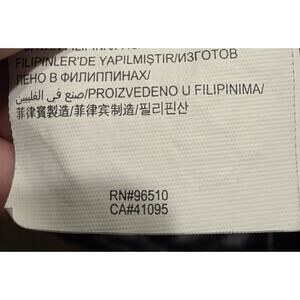 FILIPINLER'DE YAPILMIŞTIR/ИЗГОТОВ
ЛЕНО В ФИЛИППИНАХ/
صنع في الفلبين/PROIZVEDENO U FILIPINIMA/
菲律賓製造/菲律宾制造/필리핀산
RN#96510
CA#41095